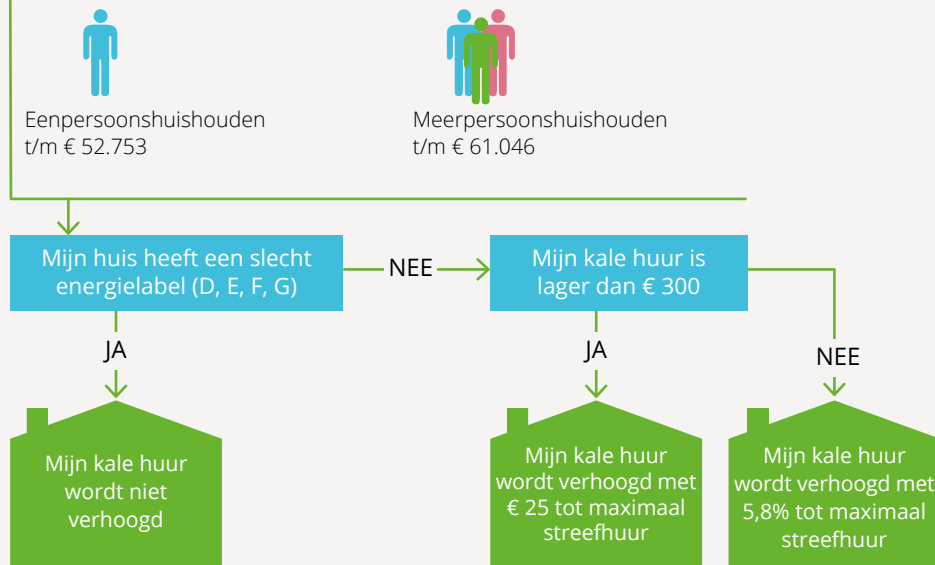 Eenpersoonshuishouden
t/m € 52.753
Meerpersoonshuishouden
t/m € 61.046
Mijn huis heeft een slecht
energielabel (D, E, F, G)
NEE
Mijn kale huur is
lager dan € 300
JA
JA
NEE
Mijn kale huur
wordt niet
verhoogd
Mijn kale huur
wordt verhoogd met
€ 25 tot maximaal
streefhuur
Mijn kale huur
wordt verhoogd met
5,8% tot maximaal
streefhuur